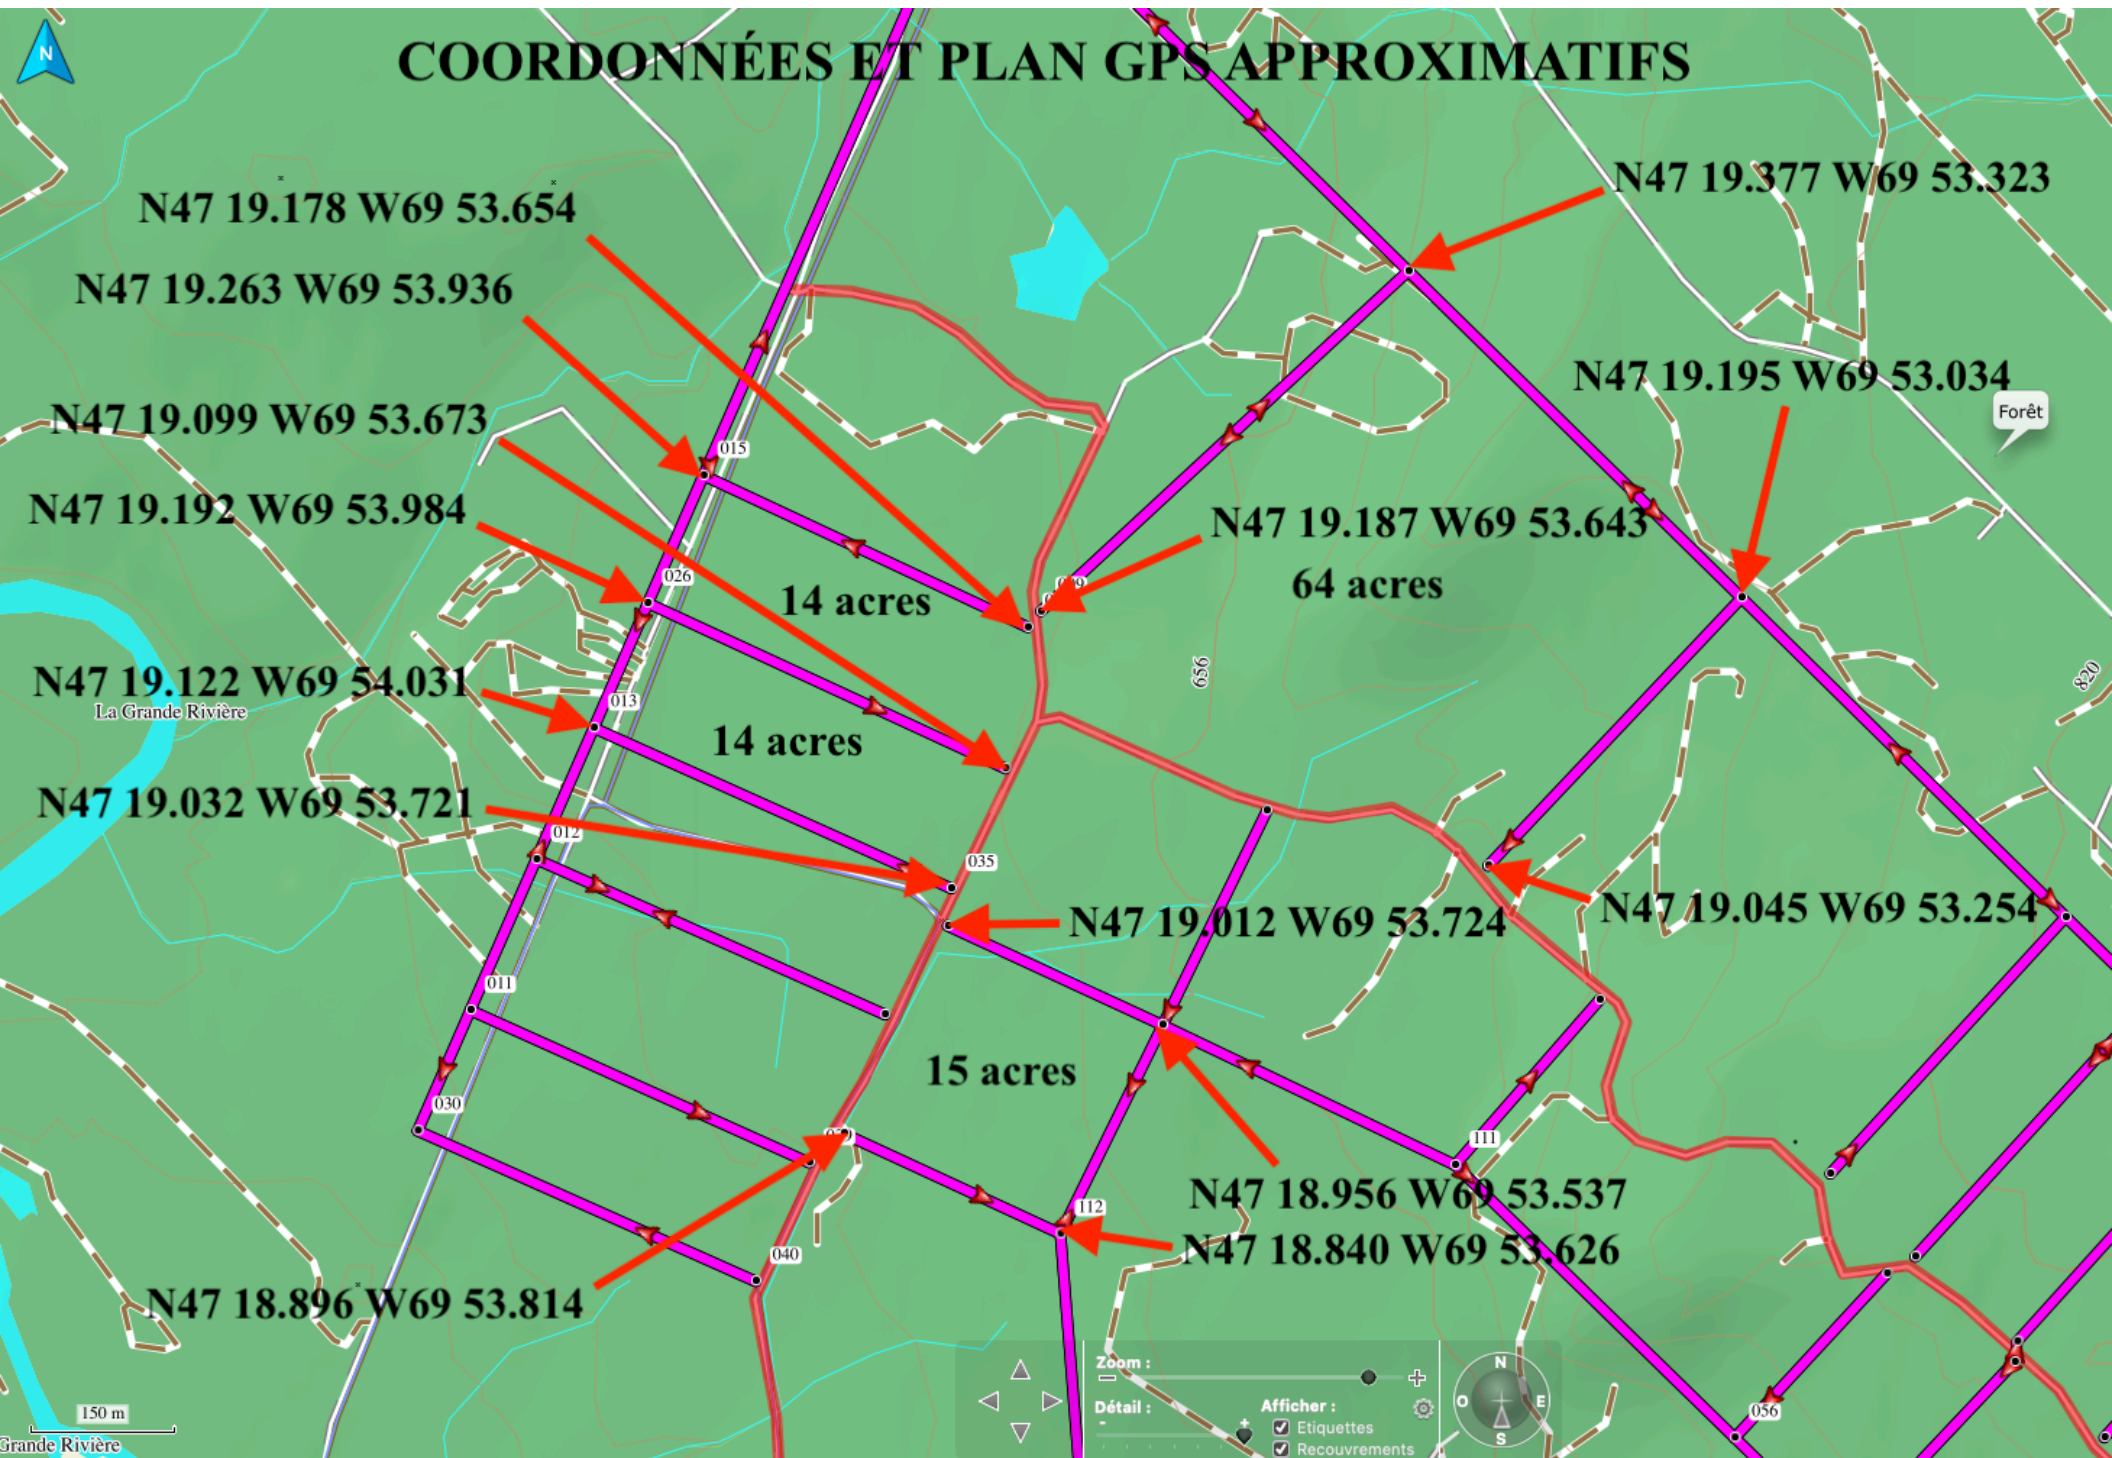 N
COORDONNÉES ET PLAN GPS APPROXIMATIFS
N47 19.377 W69 53.323
N47 19.178 W69 53.654
N47 19.263 W69 53.936
N47 19.195 W69 53.034
Forêt
N47 19.099 W69 53.673
015
N47 19.192 W69 53.984
N47 19.187 W69 53.643
026
14 acres
64 acres
656
N47 19.122 W69 54.031
013
820
La Grande Rivière
14 acres
N47 19.032 W69 53.721
012
035
N47 19.012 W69 53.724
N47 19.045 W69 53.254
011
15 acres
030
111
N47 18.956 W69 53.537
112
N47 18.840 W69 53.626
040
N47 18.896 W69 53.814
Zoom :
Détail :
Afficher :
Etiquettes
Recouvrements
N
O
E
S
056
150 m
Grande Rivière